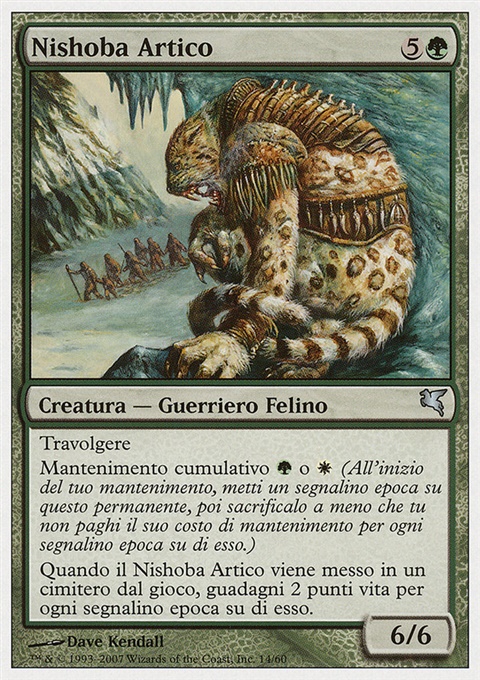 Nishoba Artico 5
Creatura — Guerriero Felino
Travolgere
Mantenimento cumulativo o (All'inizio
del tuo mantenimento, metti un segnalino epoca su
questo permanente, poi sacrificalo a meno che tu
non paghi il suo costo di mantenimento per ogni
segnalino epoca su di esso.)
Quando il Nishoba Artico viene messo in un
cimitero dal gioco, guadagni 2 punti vita per
ogni segnalino epoca su di esso.
Dave Kendall
6/6
™ & © 1993–2007 Wizards of the Coast, Inc. 14/60